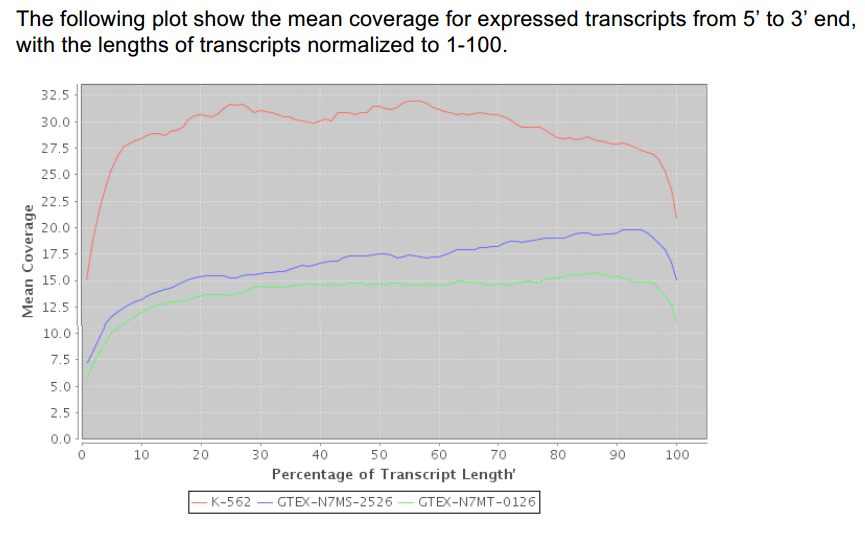 The following plot show the mean coverage for expressed transcripts from 5’ to 3’ end,
with the lengths of transcripts normalized to 1-100.
32.5
30.0
27.5
25.0
22.5
20.0
17.5
15.0
12.5
10.0
7.5
5.0
2.5
0.0
Mean Coverage
0 10 20 30 40 50 60 70 80 90 100
Percentage of Transcript Length'
K-562 GTEX-N7MS-2526 GTEX-N7MT-0126